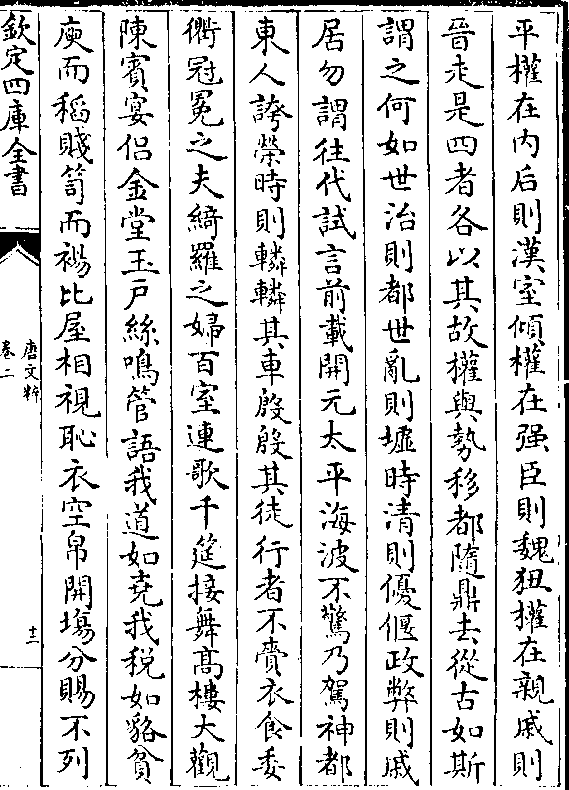 平權在内后則漢室傾權在强臣則魏狃權在親戚則
晉走是四者各以其故權與勢移都隨鼎去從古如斯
謂之何如世治則都世亂則墟時清則優偃政弊則戚
居勿謂往代試言前載開元太平海波不驚乃駕神都
東人誇榮時則轔轔其車殷殷其徒行者不賫衣食委
衢冠冕之夫綺羅之婦百室連歌千筵接舞髙樓大觀
陳賓宴侣金堂玉戸絲鳴管語我道如堯我税如貉貧
庾而稻賤笥而裼比屋相視恥衣空帛開塲分賜不列
欽定四庫全書
唐文粹
卷二
十二